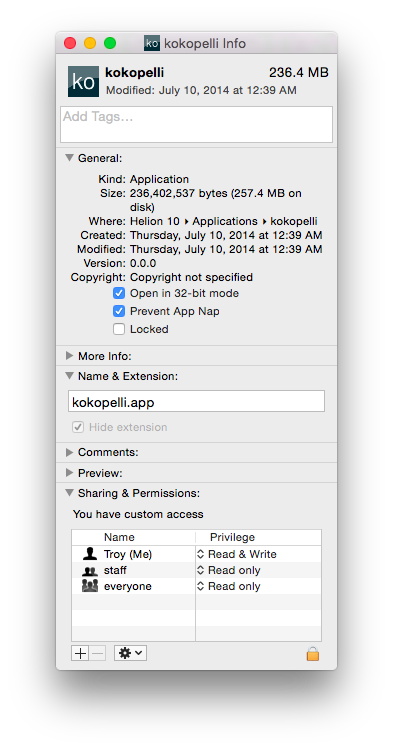 kokopelli Info
ko
kokopelli 236.4 MB
Modified: July 10, 2014 at 12:39 AM
Add Tags…
General:
Kind: Application
Size: 236,402,537 bytes (257.4 MB on
disk)
Where: Helion 10 ▸ Applications ▸ kokopelli
Created: Thursday, July 10, 2014 at 12:39 AM
Modified: Thursday, July 10, 2014 at 12:39 AM
Version: 0.0.0
Copyright: Copyright not specified
Open in 32-bit mode
Prevent App Nap
Locked
More Info:
Name & Extension:
kokopelli.app
Hide extension
Comments:
Preview:
Sharing & Permissions:
You have custom access
Name Privilege
Troy (Me) Read & Write
staff Read only
everyone Read only